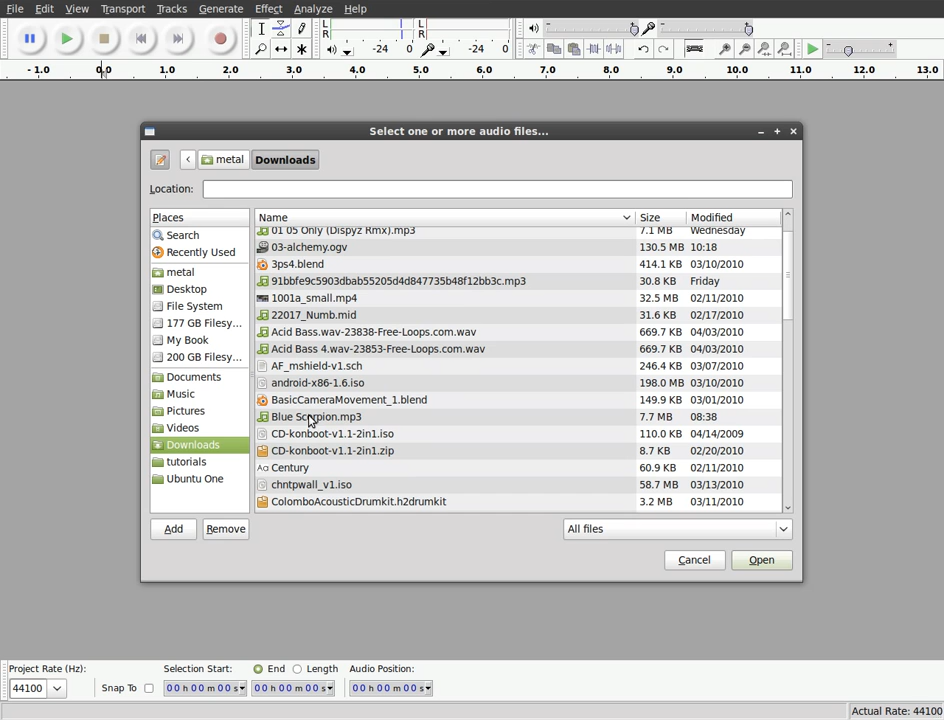 File Edit View Transport Tracks Generate Effect Analyze Help
L R -24 0 L R -24 0
- 1.0 0.0 1.0 2.0 3.0 4.0 5.0 6.0 7.0 8.0 9.0 10.0 11.0 12.0 13.0
Select one or more audio files...
metal Downloads
Location:
Places Name Size Modified
01 05 Only (Dispyz Rmx).mp3 7.1 MB Wednesday
Search
03-alchemy.ogv 130.5 MB 10:18
Recently Used
3ps4.blend 414.1 KB 03/10/2010
metal
91bbfe9c5903dbab55205d4d847735b48f12bb3c.mp3 30.8 KB Friday
Desktop
1001a_small.mp4 32.5 MB 02/11/2010
File System
22017_Numb.mid 31.6 KB 02/17/2010
177 GB Filesy...
Acid Bass.wav-23838-Free-Loops.com.wav 669.7 KB 04/03/2010
My Book
Acid Bass 4.wav-23853-Free-Loops.com.wav 669.7 KB 04/03/2010
200 GB Filesy...
AF_mshield-v1.sch 246.4 KB 03/07/2010
Documents
android-x86-1.6.iso 198.0 MB 03/10/2010
Music
BasicCameraMovement_1.blend 149.9 KB 03/01/2010
Pictures
Blue Scorpion.mp3 7.7 MB 08:38
Videos
CD-konboot-v1.1-2in1.iso 110.0 KB 04/14/2009
Downloads
CD-konboot-v1.1-2in1.zip 8.7 KB 02/20/2010
tutorials
Century 60.9 KB 02/11/2010
Ubuntu One
chntpwall_v1.iso 58.7 MB 03/13/2010
ColomboAcousticDrumkit.h2drumkit 3.2 MB 03/11/2010
Add Remove All files
Cancel Open
Project Rate (Hz): Selection Start: End Length Audio Position:
44100 Snap To 00 h 00 m 00 s 00 h 00 m 00 s 00 h 00 m 00 s
Actual Rate: 44100